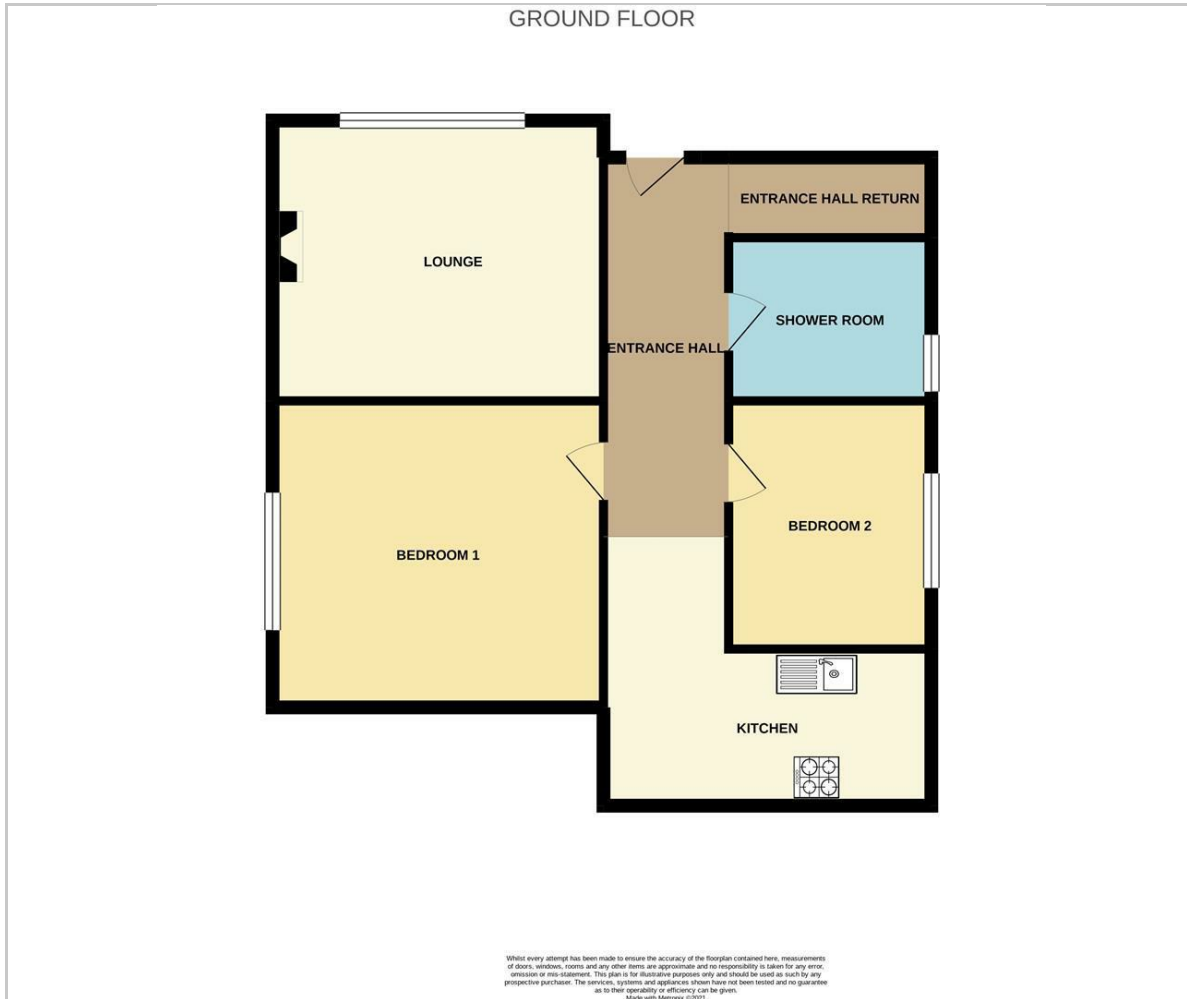 GROUND FLOOR
ENTRANCE HALL RETURN
LOUNGE
SHOWER ROOM
ENTRANCE HALL
BEDROOM 2
BEDROOM 1
KITCHEN
Whilst every attempt has been made to ensure the accuracy of the floorplan contained here, measurements
of doors, windows, rooms and any other items are approximate and no responsibility is taken for any error,
omission or mis-statement. This plan is for illustrative purposes only and should be used as such by any
prospective purchaser. The services, systems and appliances shown have not been tested and no guarantee
as to their operability or efficiency can be given.
Made with Metropix ©2021